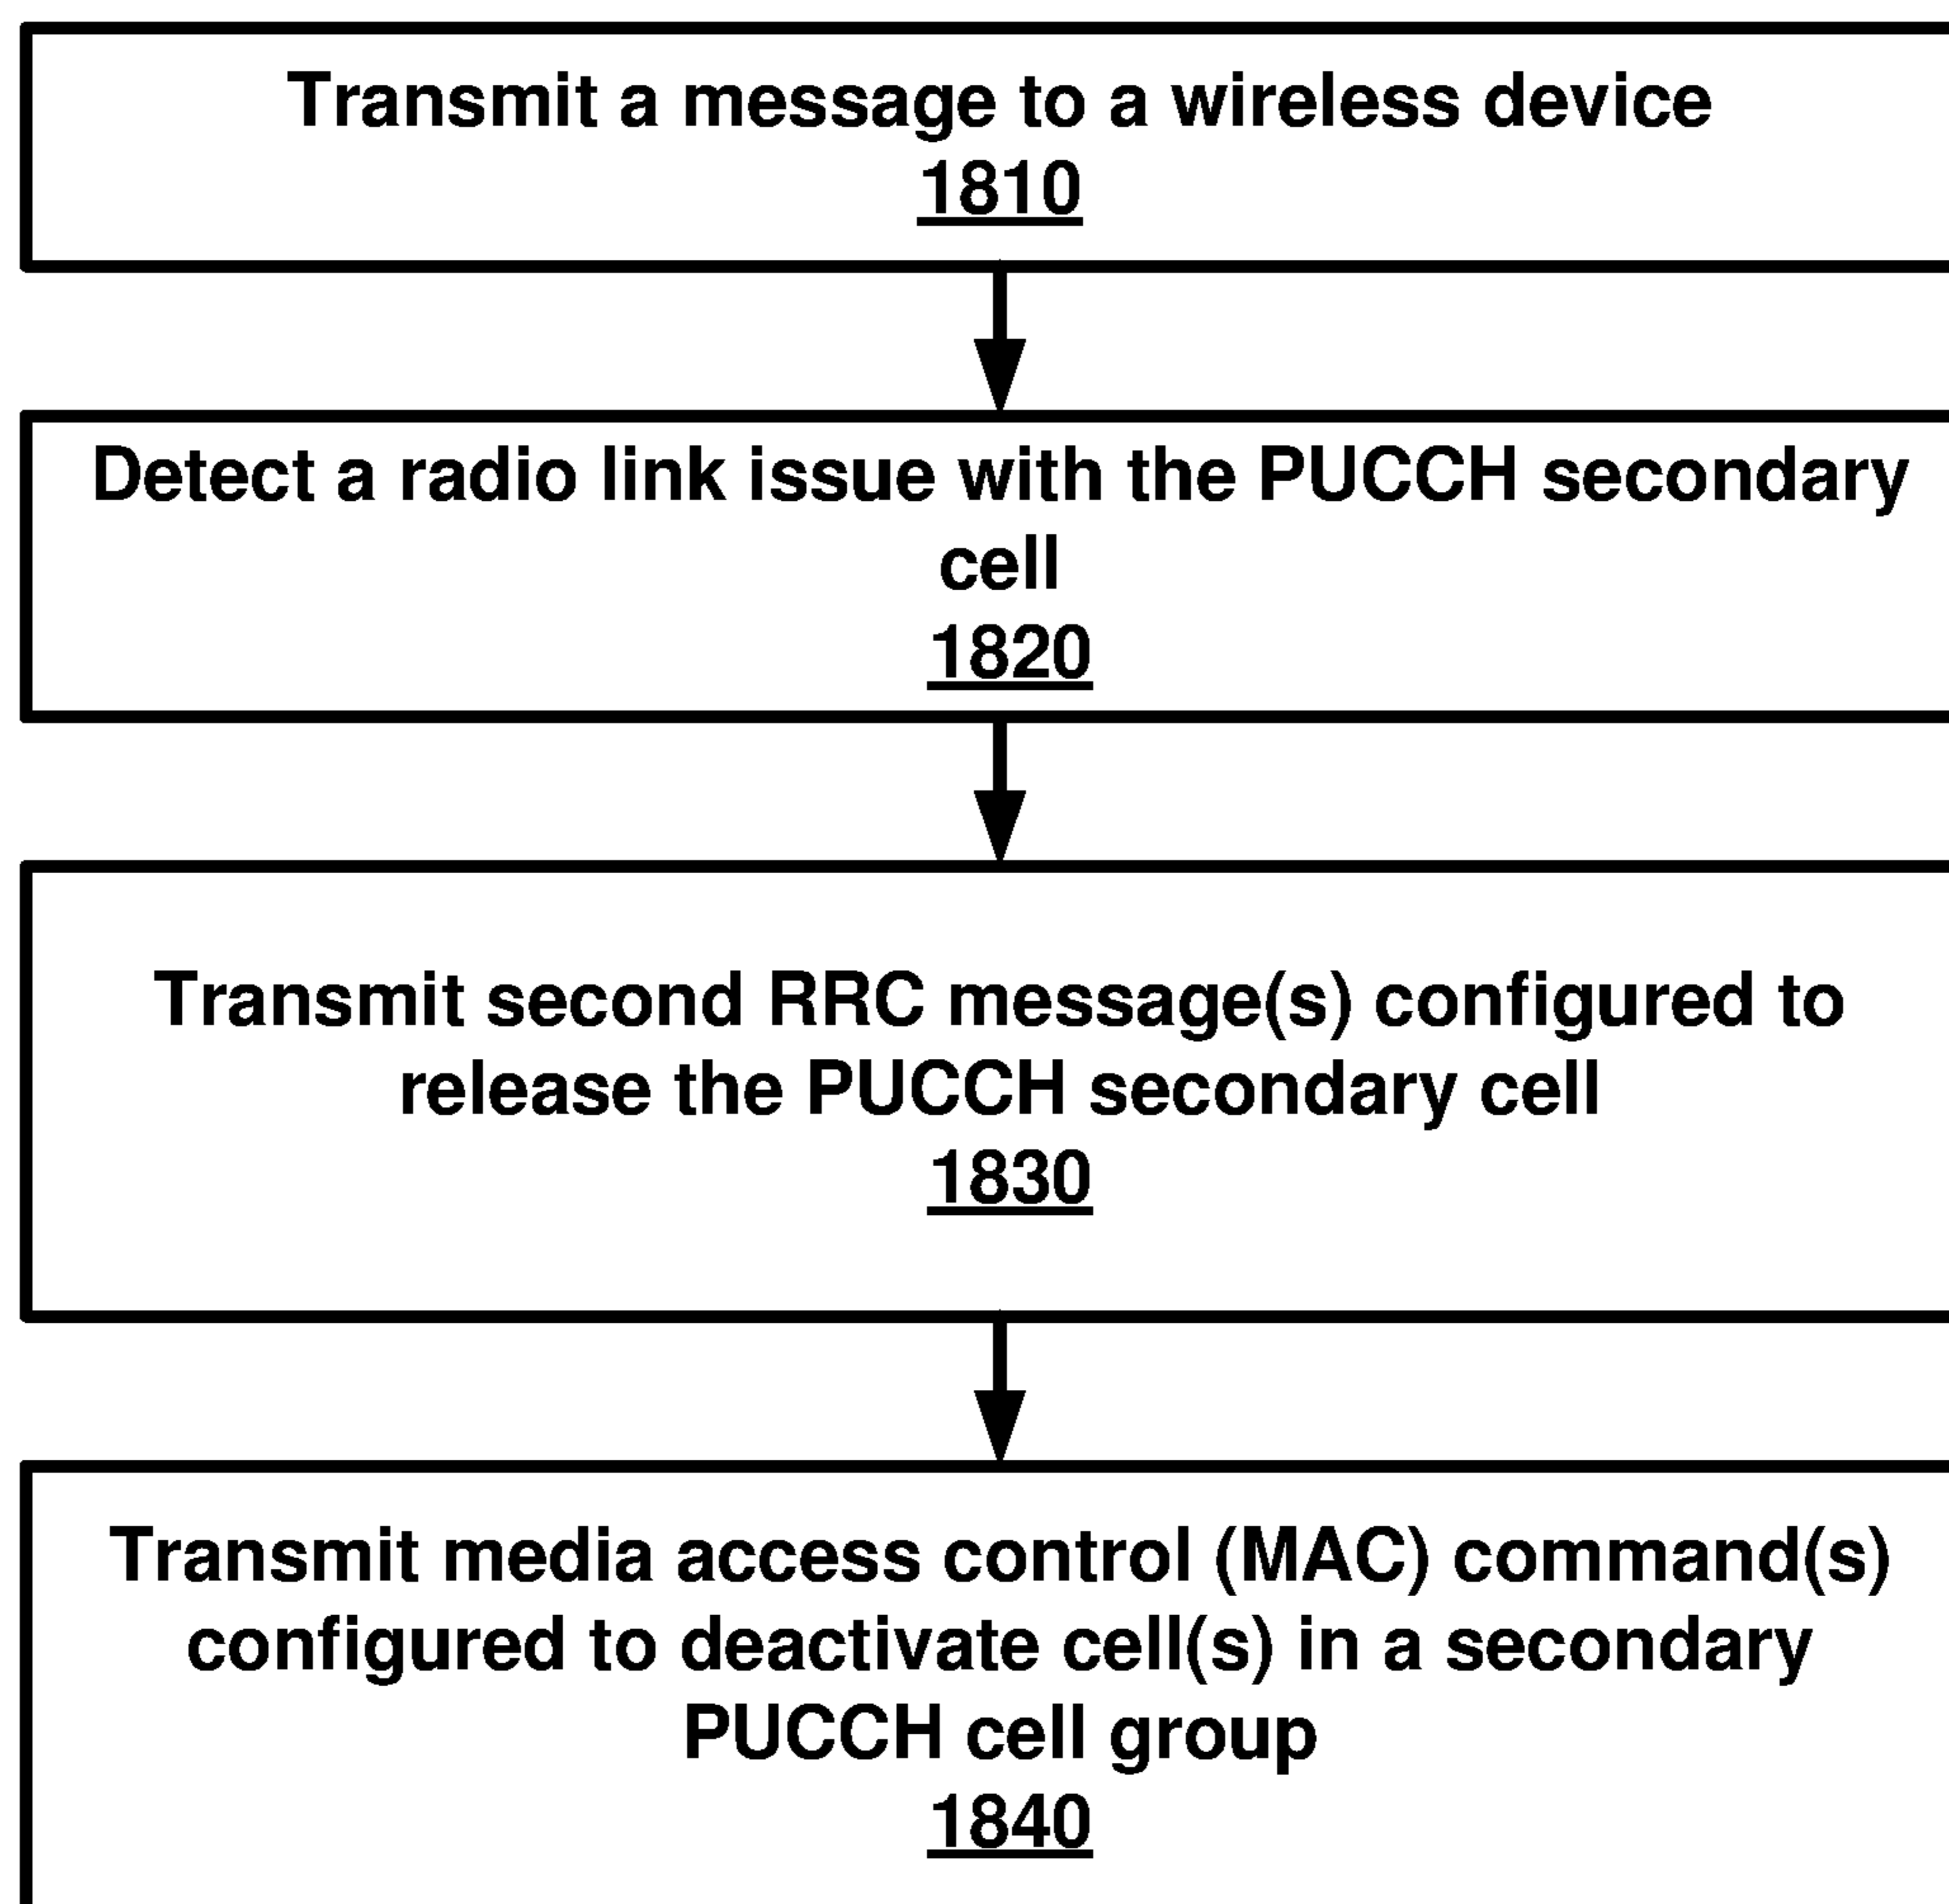 Transmit a message to a wireless device
1810
Detect a radio link issue with the PUCCH secondary
cell
1820
Transmit second RRC message(s) configured to
release the PUCCH secondary cell
1830
Transmit media access control (MAC) command(s)
configured to deactivate cell(s) in a secondary
PUCCH cell group
1840